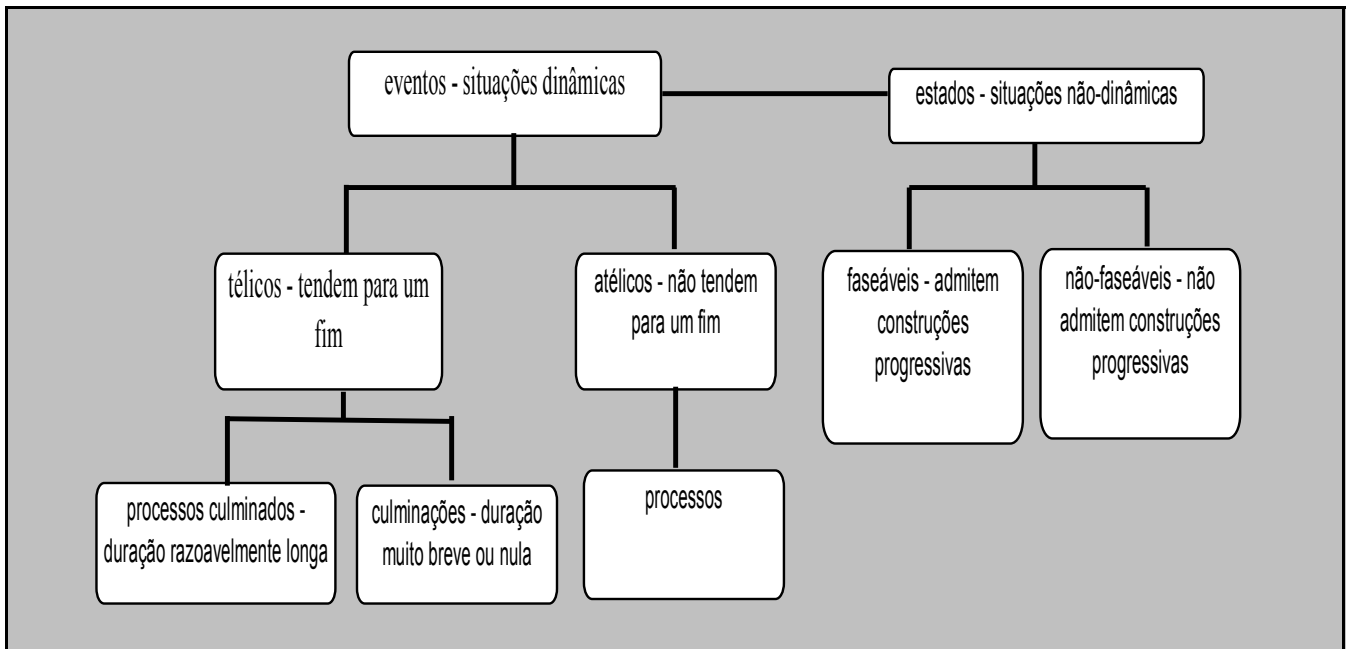 eventos - situações dinâmicas
estados - situações não-dinâmicas
télicos - tendem para um
fim
atélicos - não tendem
para um fim
faseáveis - admitem
construções
progressivas
não-faseáveis - não
admitem construções
progressivas
processos culminados -
duração razoavelmente longa
culminações - duração
muito breve ou nula
processos